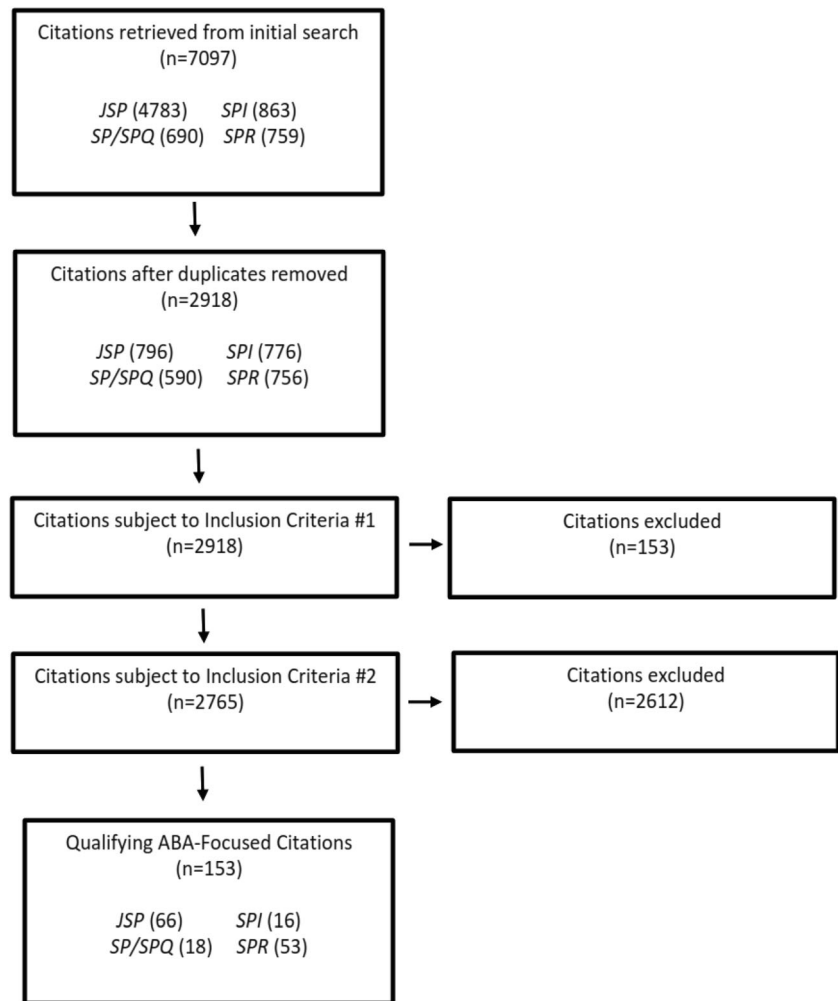 Citations retrieved from initial search
(n=7097)
JSP (4783) SPI (863)
SP/SPQ (690) SPR (759)
Citations after duplicates removed
(n=2918)
JSP (796) SPI (776)
SP/SPQ (590) SPR (756)
Citations subject to Inclusion Criteria #1
(n=2918)
Citations excluded
(n=153)
Citations subject to Inclusion Criteria #2
(n=2765)
Citations excluded
(n=2612)
Qualifying ABA-Focused Citations
(n=153)
JSP (66) SPI (16)
SP/SPQ (18) SPR (53)